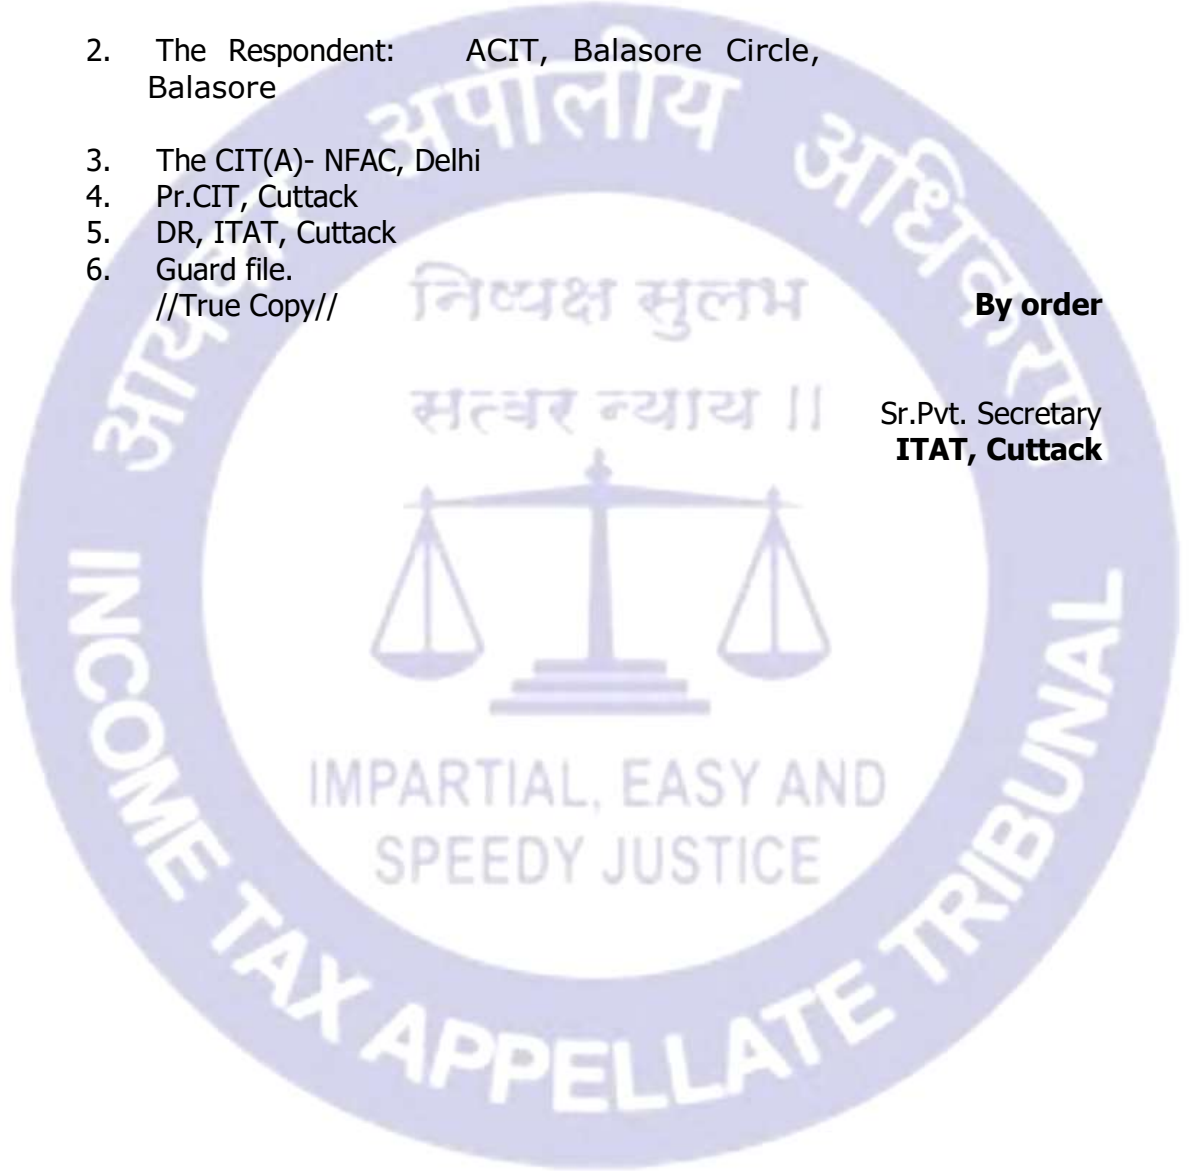 2. The Respondent: ACIT, Balasore Circle,
Balasore
3. The CIT(A)- NFAC, Delhi
4. Pr.CIT, Cuttack
5. DR, ITAT, Cuttack
6. Guard file.
//True Copy//
By order
Sr.Pvt. Secretary
ITAT, Cuttack
आयकर अपीलीय अधिकरण
निष्पक्ष सुलभ
सत्वर न्याय ||
IMPARTIAL, EASY AND
SPEEDY JUSTICE
INCOME TAX APPELLATE TRIBUNAL